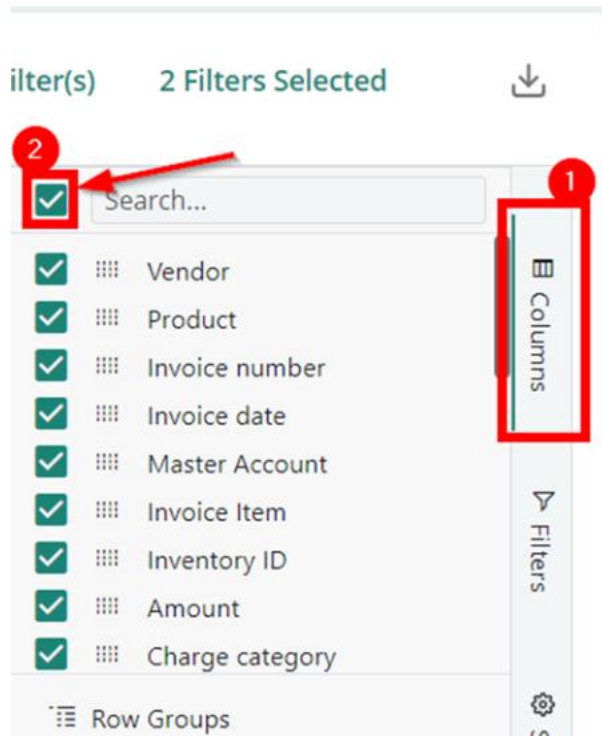 ilter(s) 2 Filters Selected
2
1
Search...
Vendor
Product
Invoice number
Invoice date
Master Account
Invoice Item
Inventory ID
Amount
Charge category
Row Groups
Columns
Filters